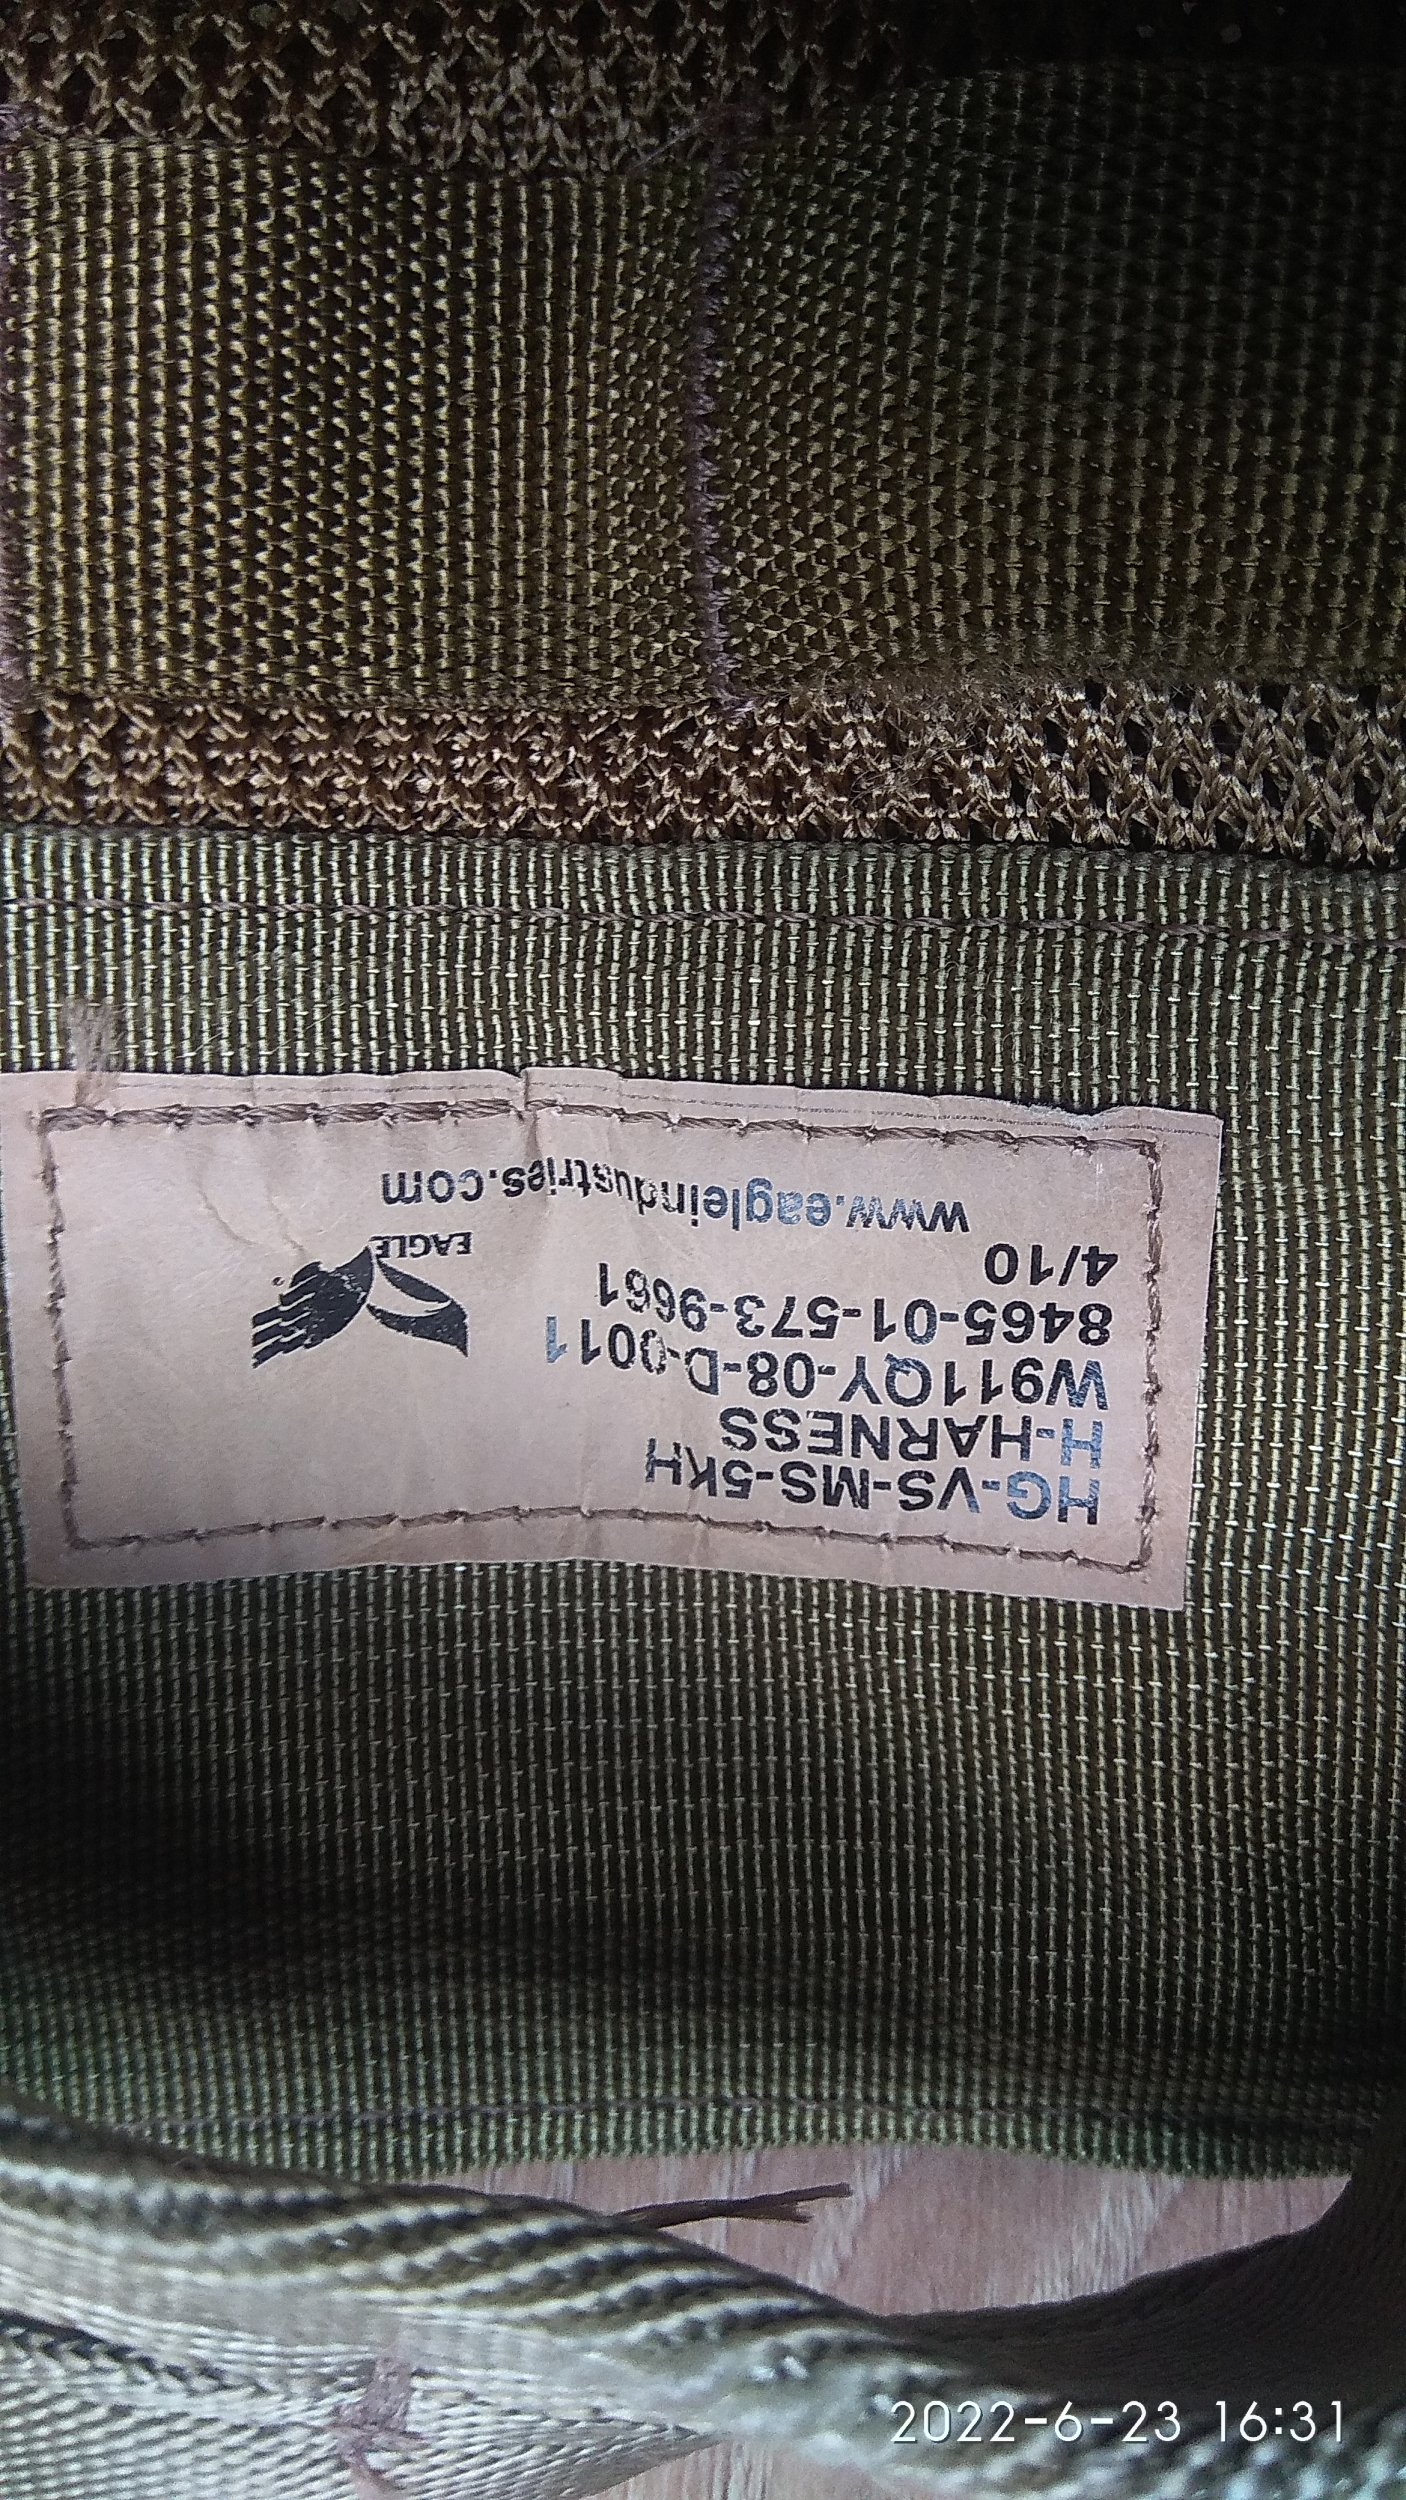 HG-VS-MS-5KH
H-HARNESS
W911QY-08-D-0011
8465-01-573-9661
4/10
www.eagleindustries.com
EAGLE
2022-6-23 16:31